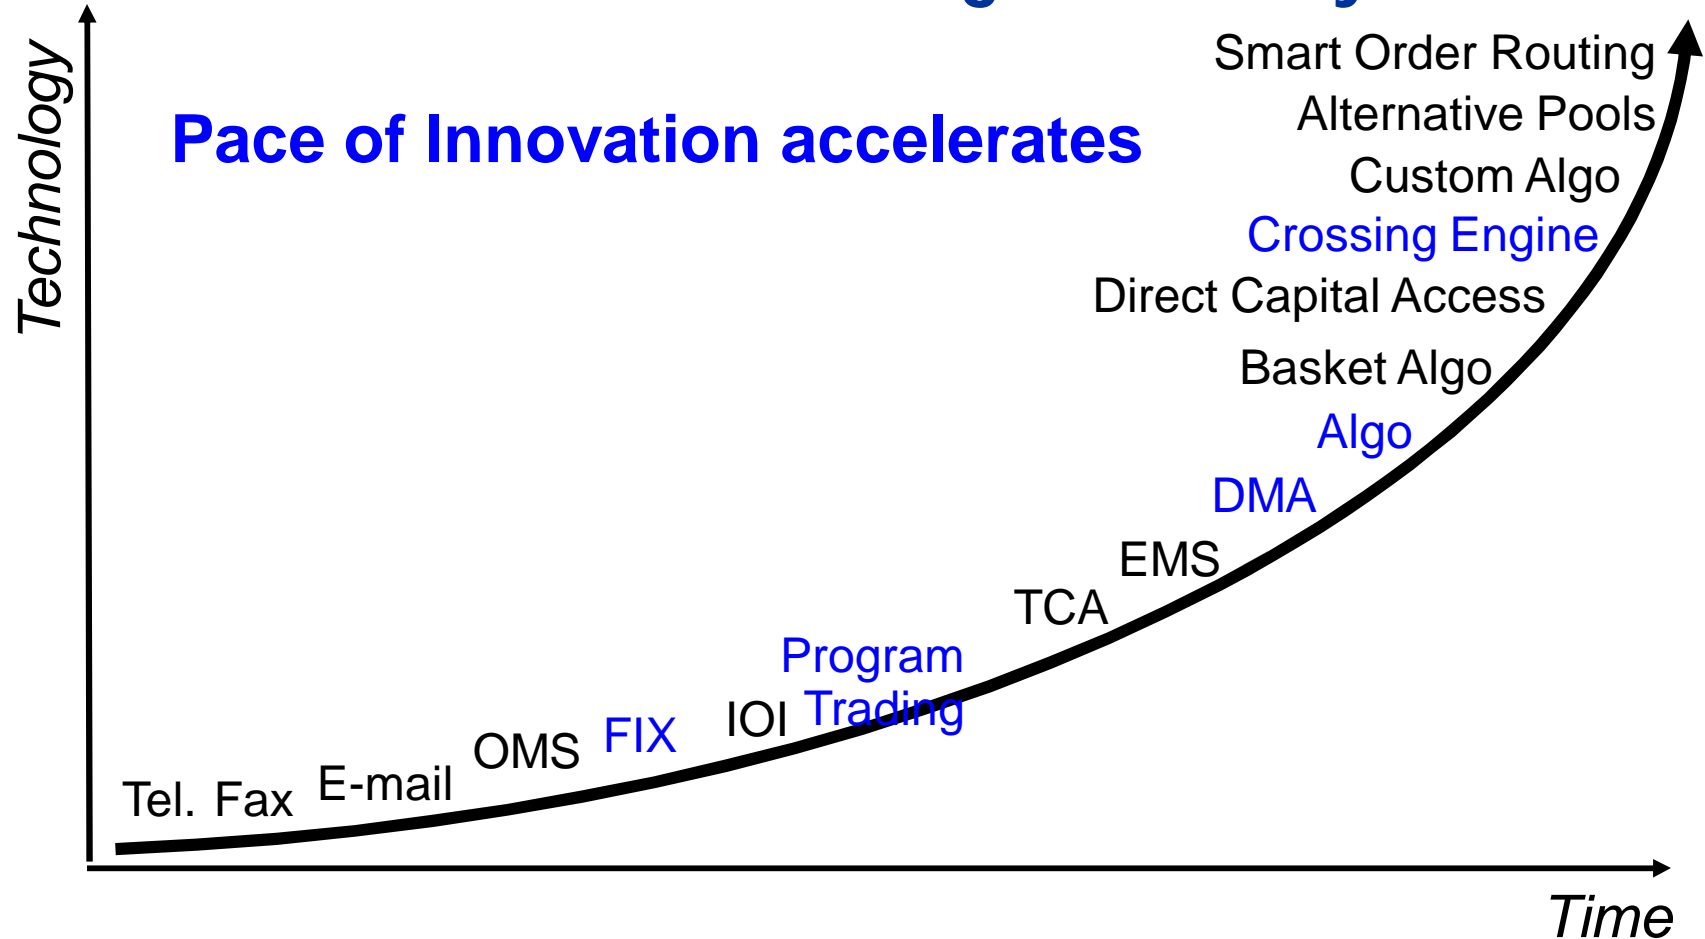 Technology
Pace of Innovation accelerates
Smart Order Routing
Alternative Pools
Custom Algo
Crossing Engine
Direct Capital Access
Basket Algo
Algo
DMA
EMS
TCA
Program
Trading
IOI
FIX
OMS
E-mail
Tel. Fax
Time